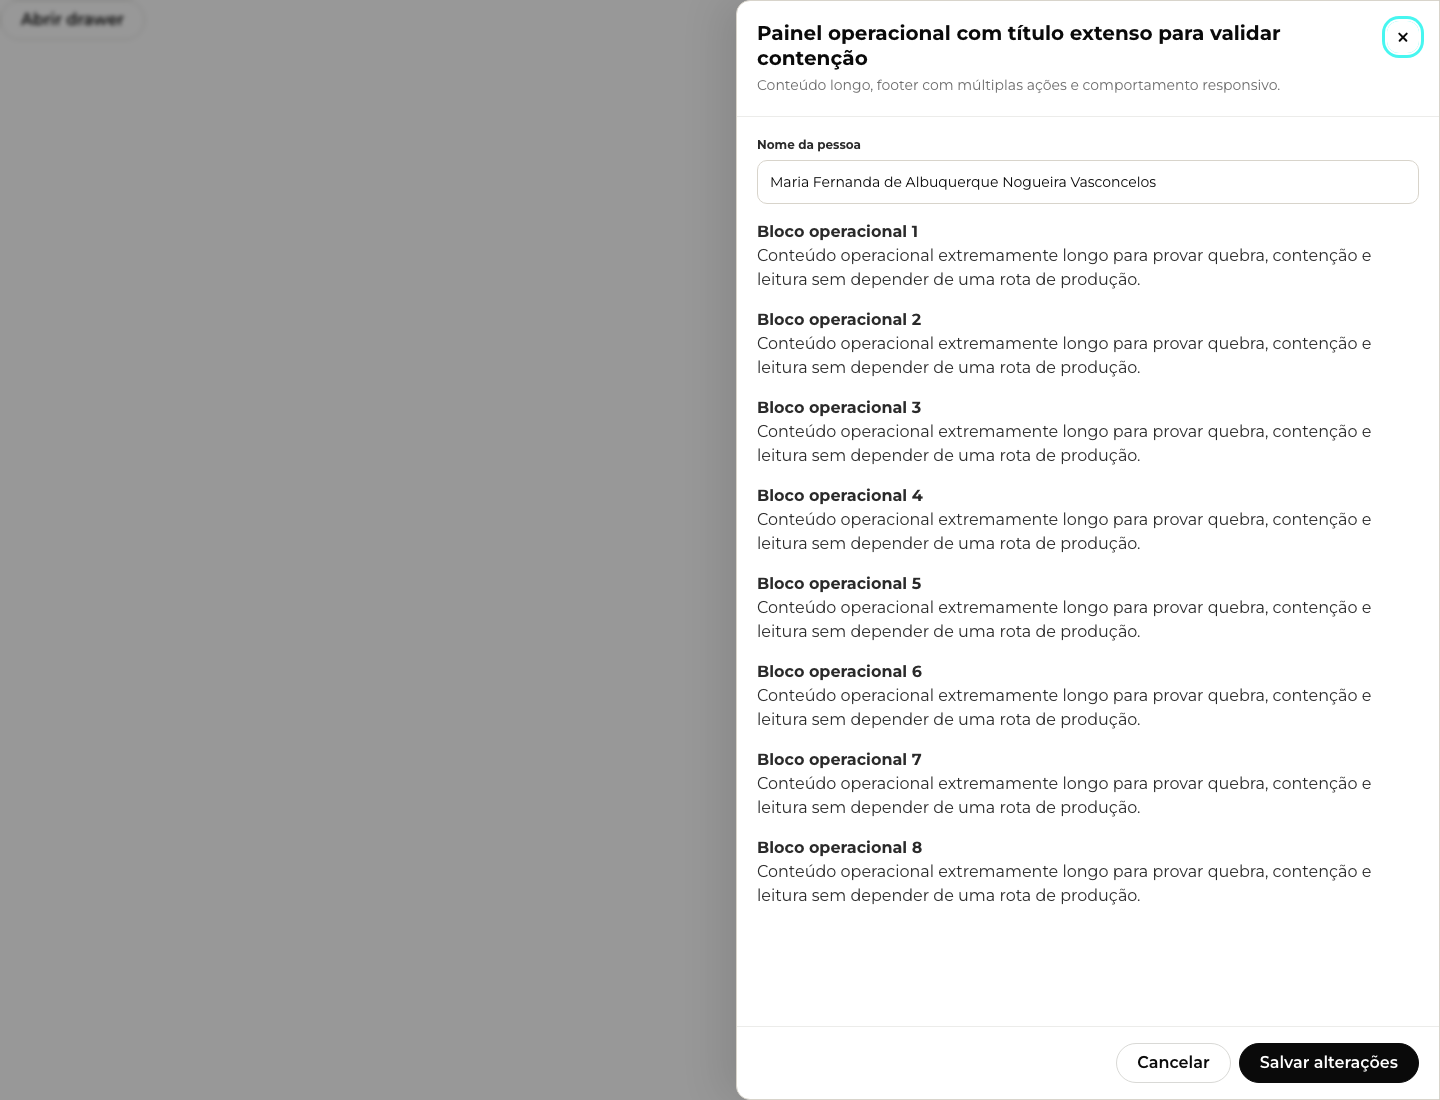 Abrir drawer
Painel operacional com título extenso para validar
contenção
×
Conteúdo longo, footer com múltiplas ações e comportamento responsivo.
Nome da pessoa
Maria Fernanda de Albuquerque Nogueira Vasconcelos
Bloco operacional 1
Conteúdo operacional extremamente longo para provar quebra, contenção e
leitura sem depender de uma rota de produção.
Bloco operacional 2
Conteúdo operacional extremamente longo para provar quebra, contenção e
leitura sem depender de uma rota de produção.
Bloco operacional 3
Conteúdo operacional extremamente longo para provar quebra, contenção e
leitura sem depender de uma rota de produção.
Bloco operacional 4
Conteúdo operacional extremamente longo para provar quebra, contenção e
leitura sem depender de uma rota de produção.
Bloco operacional 5
Conteúdo operacional extremamente longo para provar quebra, contenção e
leitura sem depender de uma rota de produção.
Bloco operacional 6
Conteúdo operacional extremamente longo para provar quebra, contenção e
leitura sem depender de uma rota de produção.
Bloco operacional 7
Conteúdo operacional extremamente longo para provar quebra, contenção e
leitura sem depender de uma rota de produção.
Bloco operacional 8
Conteúdo operacional extremamente longo para provar quebra, contenção e
leitura sem depender de uma rota de produção.
Cancelar
Salvar alterações